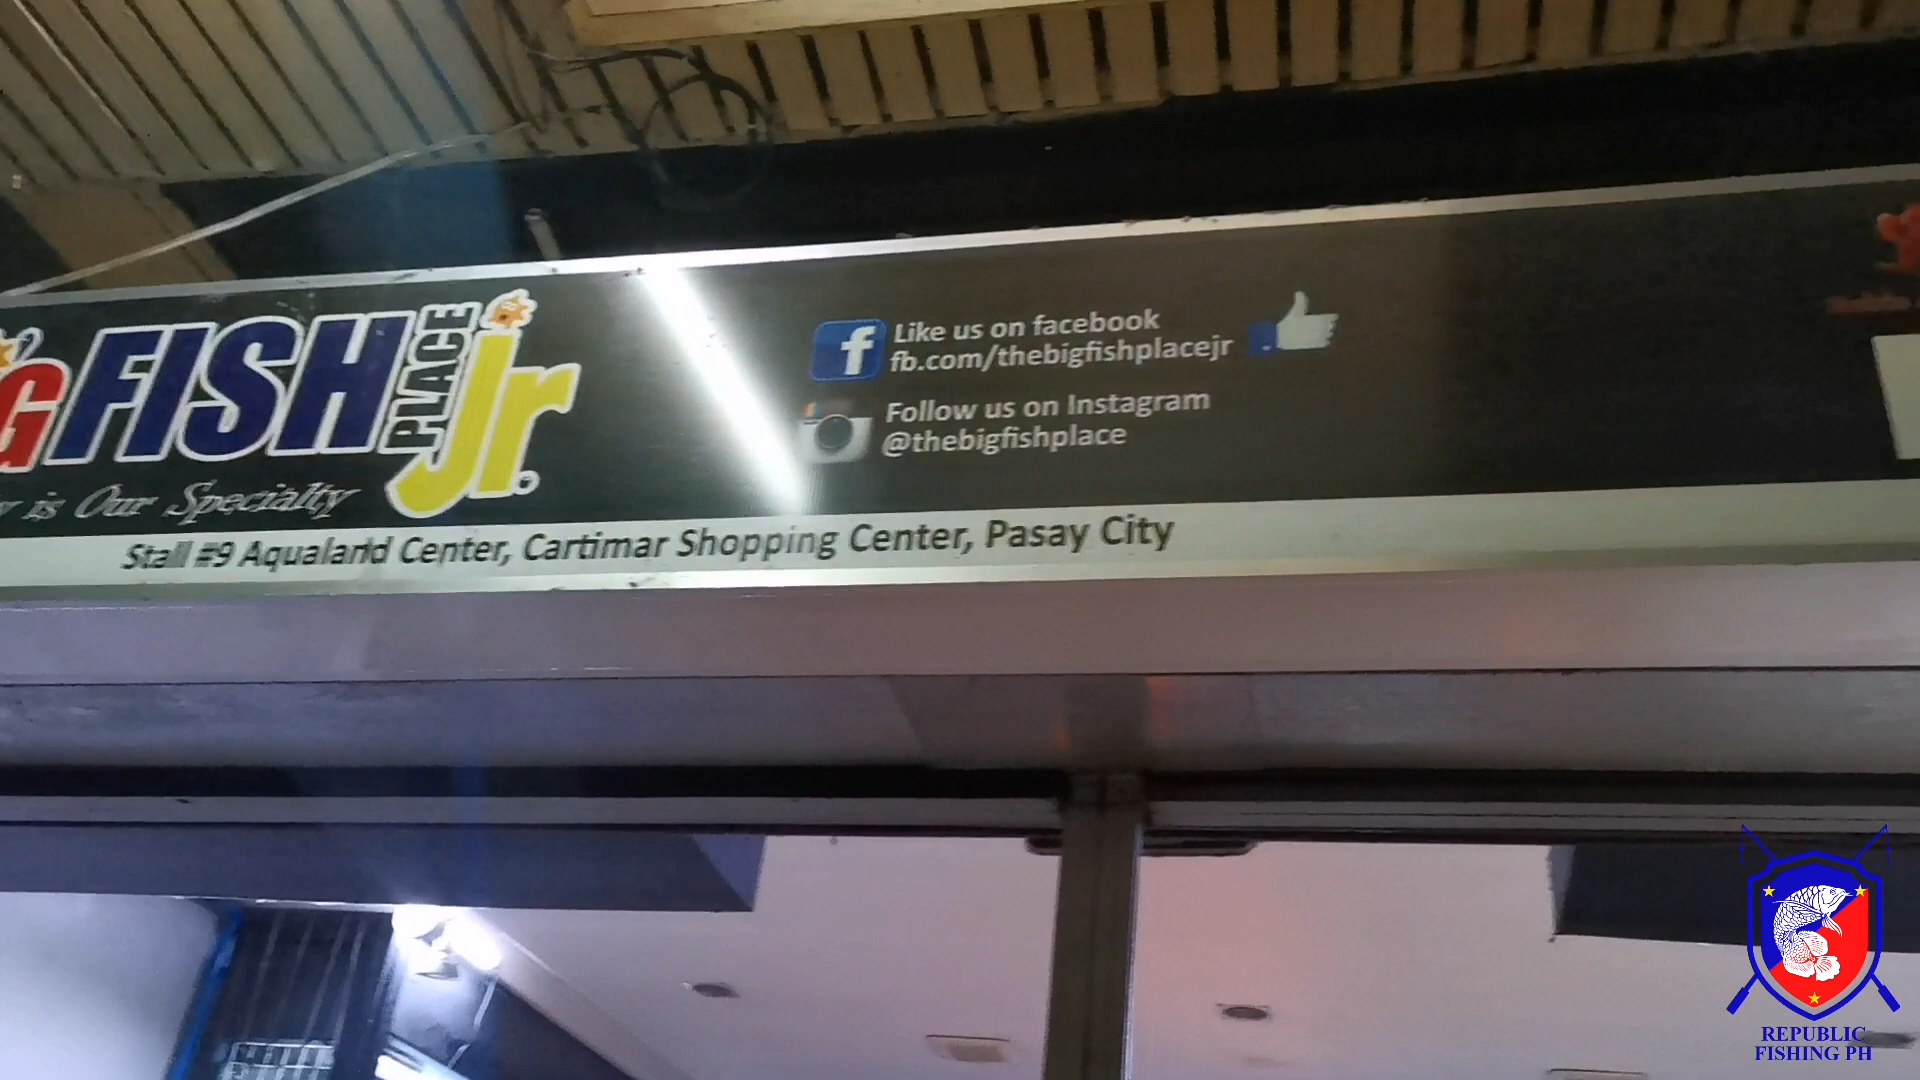 FISH PLACE Jr.
is Our Specialty
Like us on facebook
fb.com/thebigfishplacejr
Follow us on Instagram
@thebigfishplace
Stall #9 Aqualand Center, Cartimar Shopping Center, Pasay City
REPUBLIC
FISHING PH